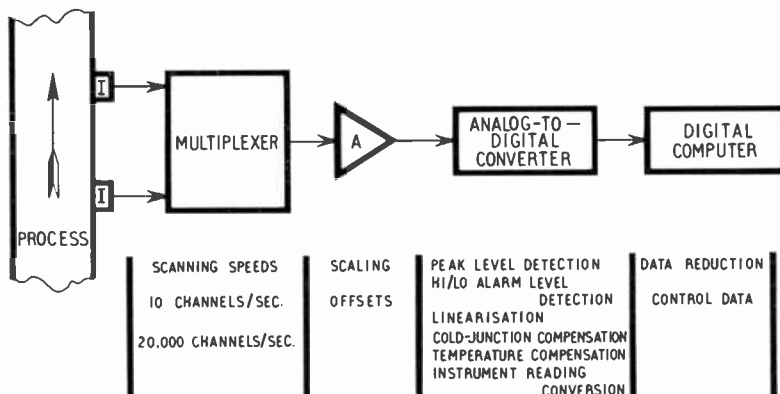 I
I
PROCESS
MULTIPLEXER
A
ANALOG-TO—
DIGITAL
CONVERTER
DIGITAL
COMPUTER
SCANNING SPEEDS
10 CHANNELS/SEC.
20,000 CHANNELS/SEC.
SCALING
OFFSETS
PEAK LEVEL DETECTION
HI/LO ALARM LEVEL
DETECTION
LINEARISATION
COLD-JUNCTION COMPENSATION
TEMPERATURE COMPENSATION
INSTRUMENT READING
CONVERSION
DATA REDUCTION
CONTROL DATA